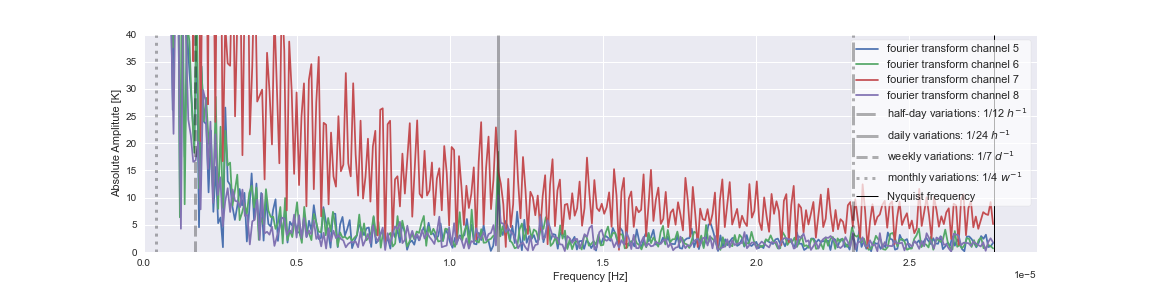 40
35
30
25
20
15
10
5
0
Absolute Amplitute [K]
0.0
0.5
1.0
1.5
2.0
2.5
1e−5
Frequency [Hz]
fourier transform channel 5
fourier transform channel 6
fourier transform channel 7
fourier transform channel 8
half-day variations: 1/12 h⁻¹
daily variations: 1/24 h⁻¹
weekly variations: 1/7 d⁻¹
monthly variations: 1/4 w⁻¹
Nyquist frequency